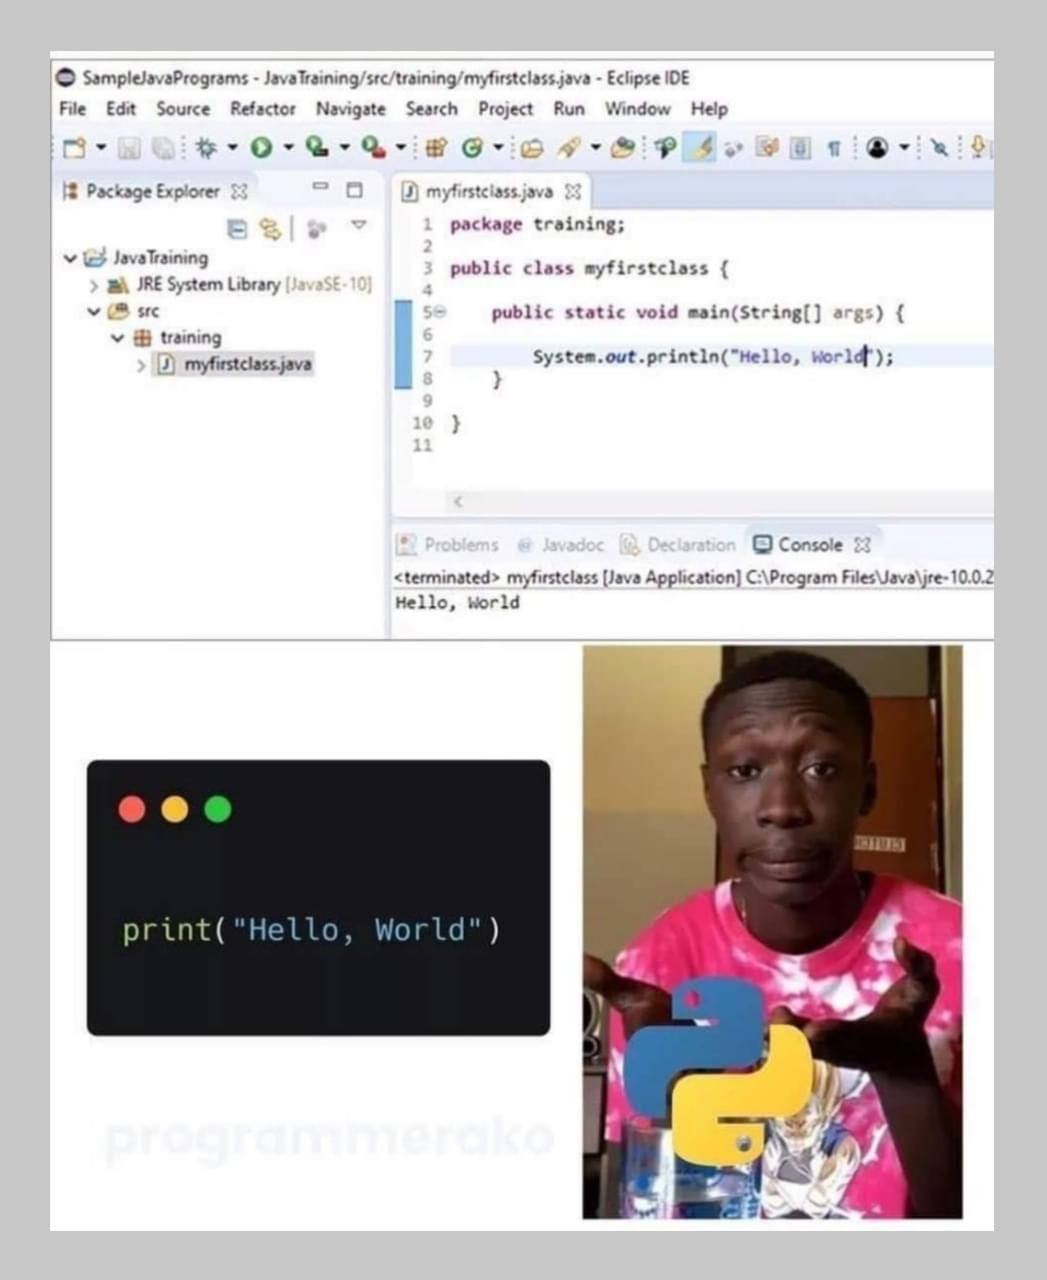 SampleJavaPrograms - JavaTraining/src/training/myfirstclass.java - Eclipse IDE
File Edit Source Refactor Navigate Search Project Run Window Help
Package Explorer
JavaTraining
JRE System Library [JavaSE-10]
src
training
myfirstclass.java
myfirstclass.java
1 package training;
2
3 public class myfirstclass {
4
5 public static void main(String[] args) {
6
7 System.out.println("Hello, World");
8 }
9
10 }
11
Problems @ Javadoc Declaration Console
<terminated> myfirstclass [Java Application] C:\Program Files\Java\jre-10.0.2
Hello, World
print("Hello, World")
programmerako